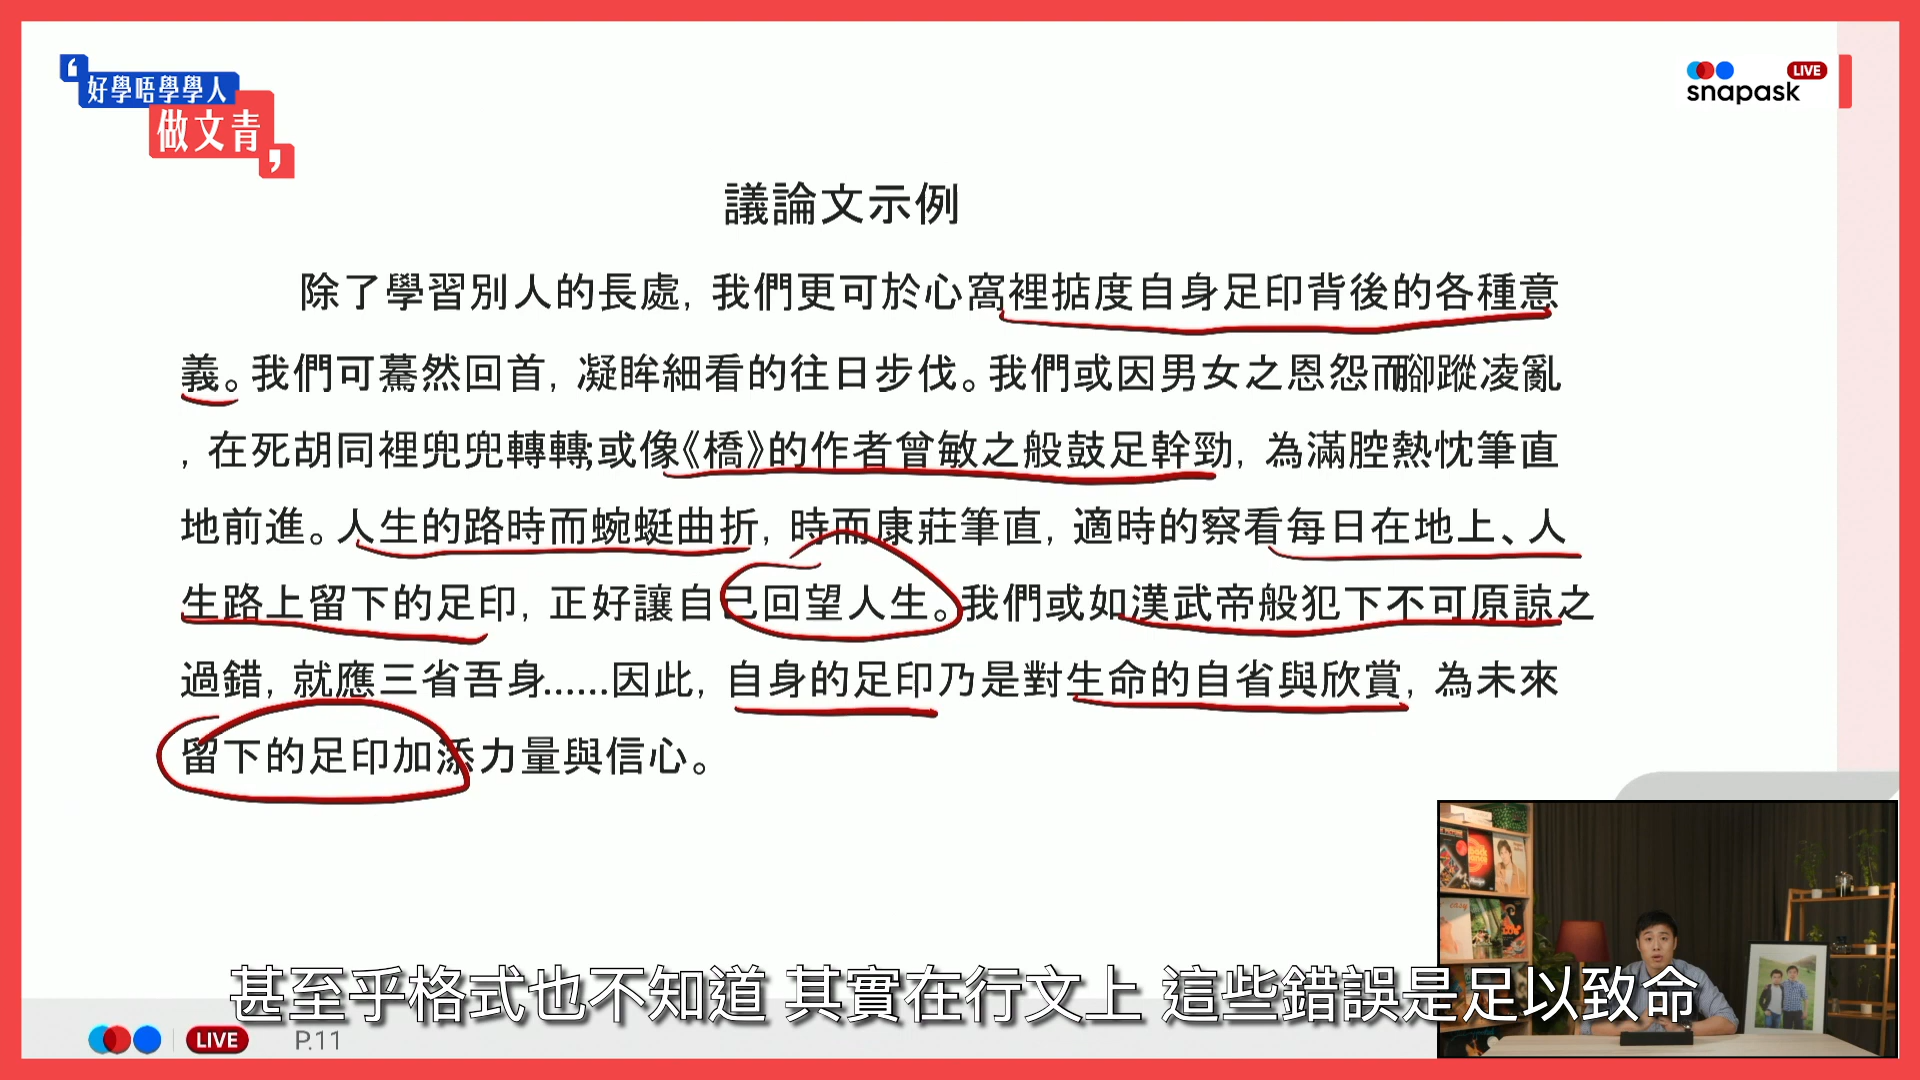 好學唔學學人
做文青
LIVE
snapask
議論文示例
除了學習別人的長處, 我們更可於心窩裡掂度自身足印背後的各種意
義。我們可驀然回首, 凝眸細看的往日步伐。我們或因男女之恩怨而腳蹤凌亂
, 在死胡同裡兜兜轉轉;或像《橋》的作者曾敏之般鼓足幹勁, 為滿腔熱忱筆直
地前進。人生的路時而蜿蜒曲折, 時而康莊筆直, 適時的察看每日在地上、人
生路上留下的足印, 正好讓自己回望人生。我們或如漢武帝般犯下不可原諒之
過錯, 就應三省吾身......因此, 自身的足印乃是對生命的自省與欣賞, 為未來
留下的足印加添力量與信心。
甚至乎格式也不知道 其實在行文上 這些錯誤是足以致命
LIVE
P.11